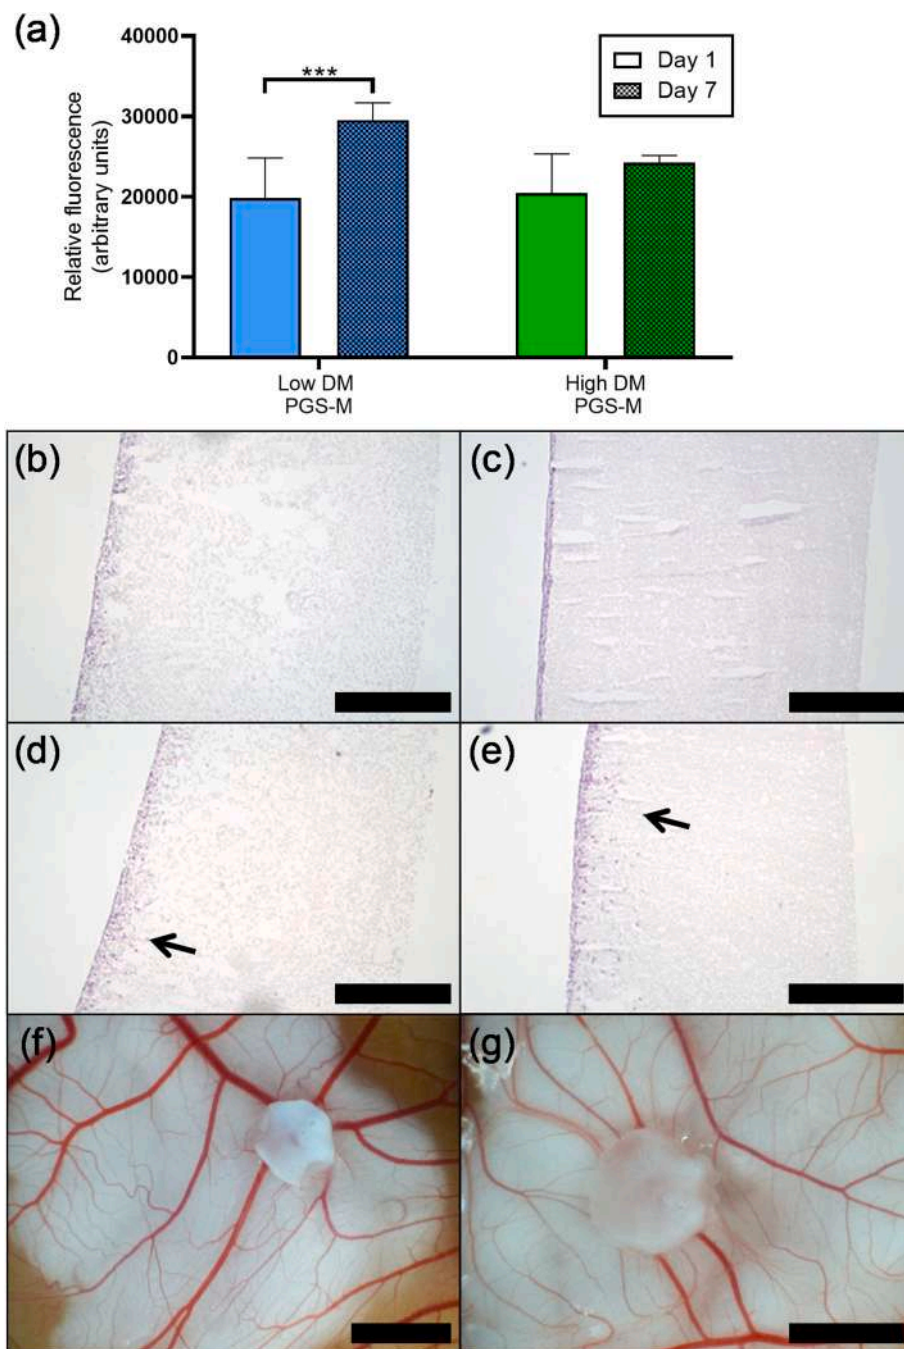 (a)
40000
30000
20000
10000
0
Relative fluorescence
(arbitrary units)
***
Day 1
Day 7
Low DM
PGS-M
High DM
PGS-M
(b)
(c)
(d)
(e)
(f)
(g)